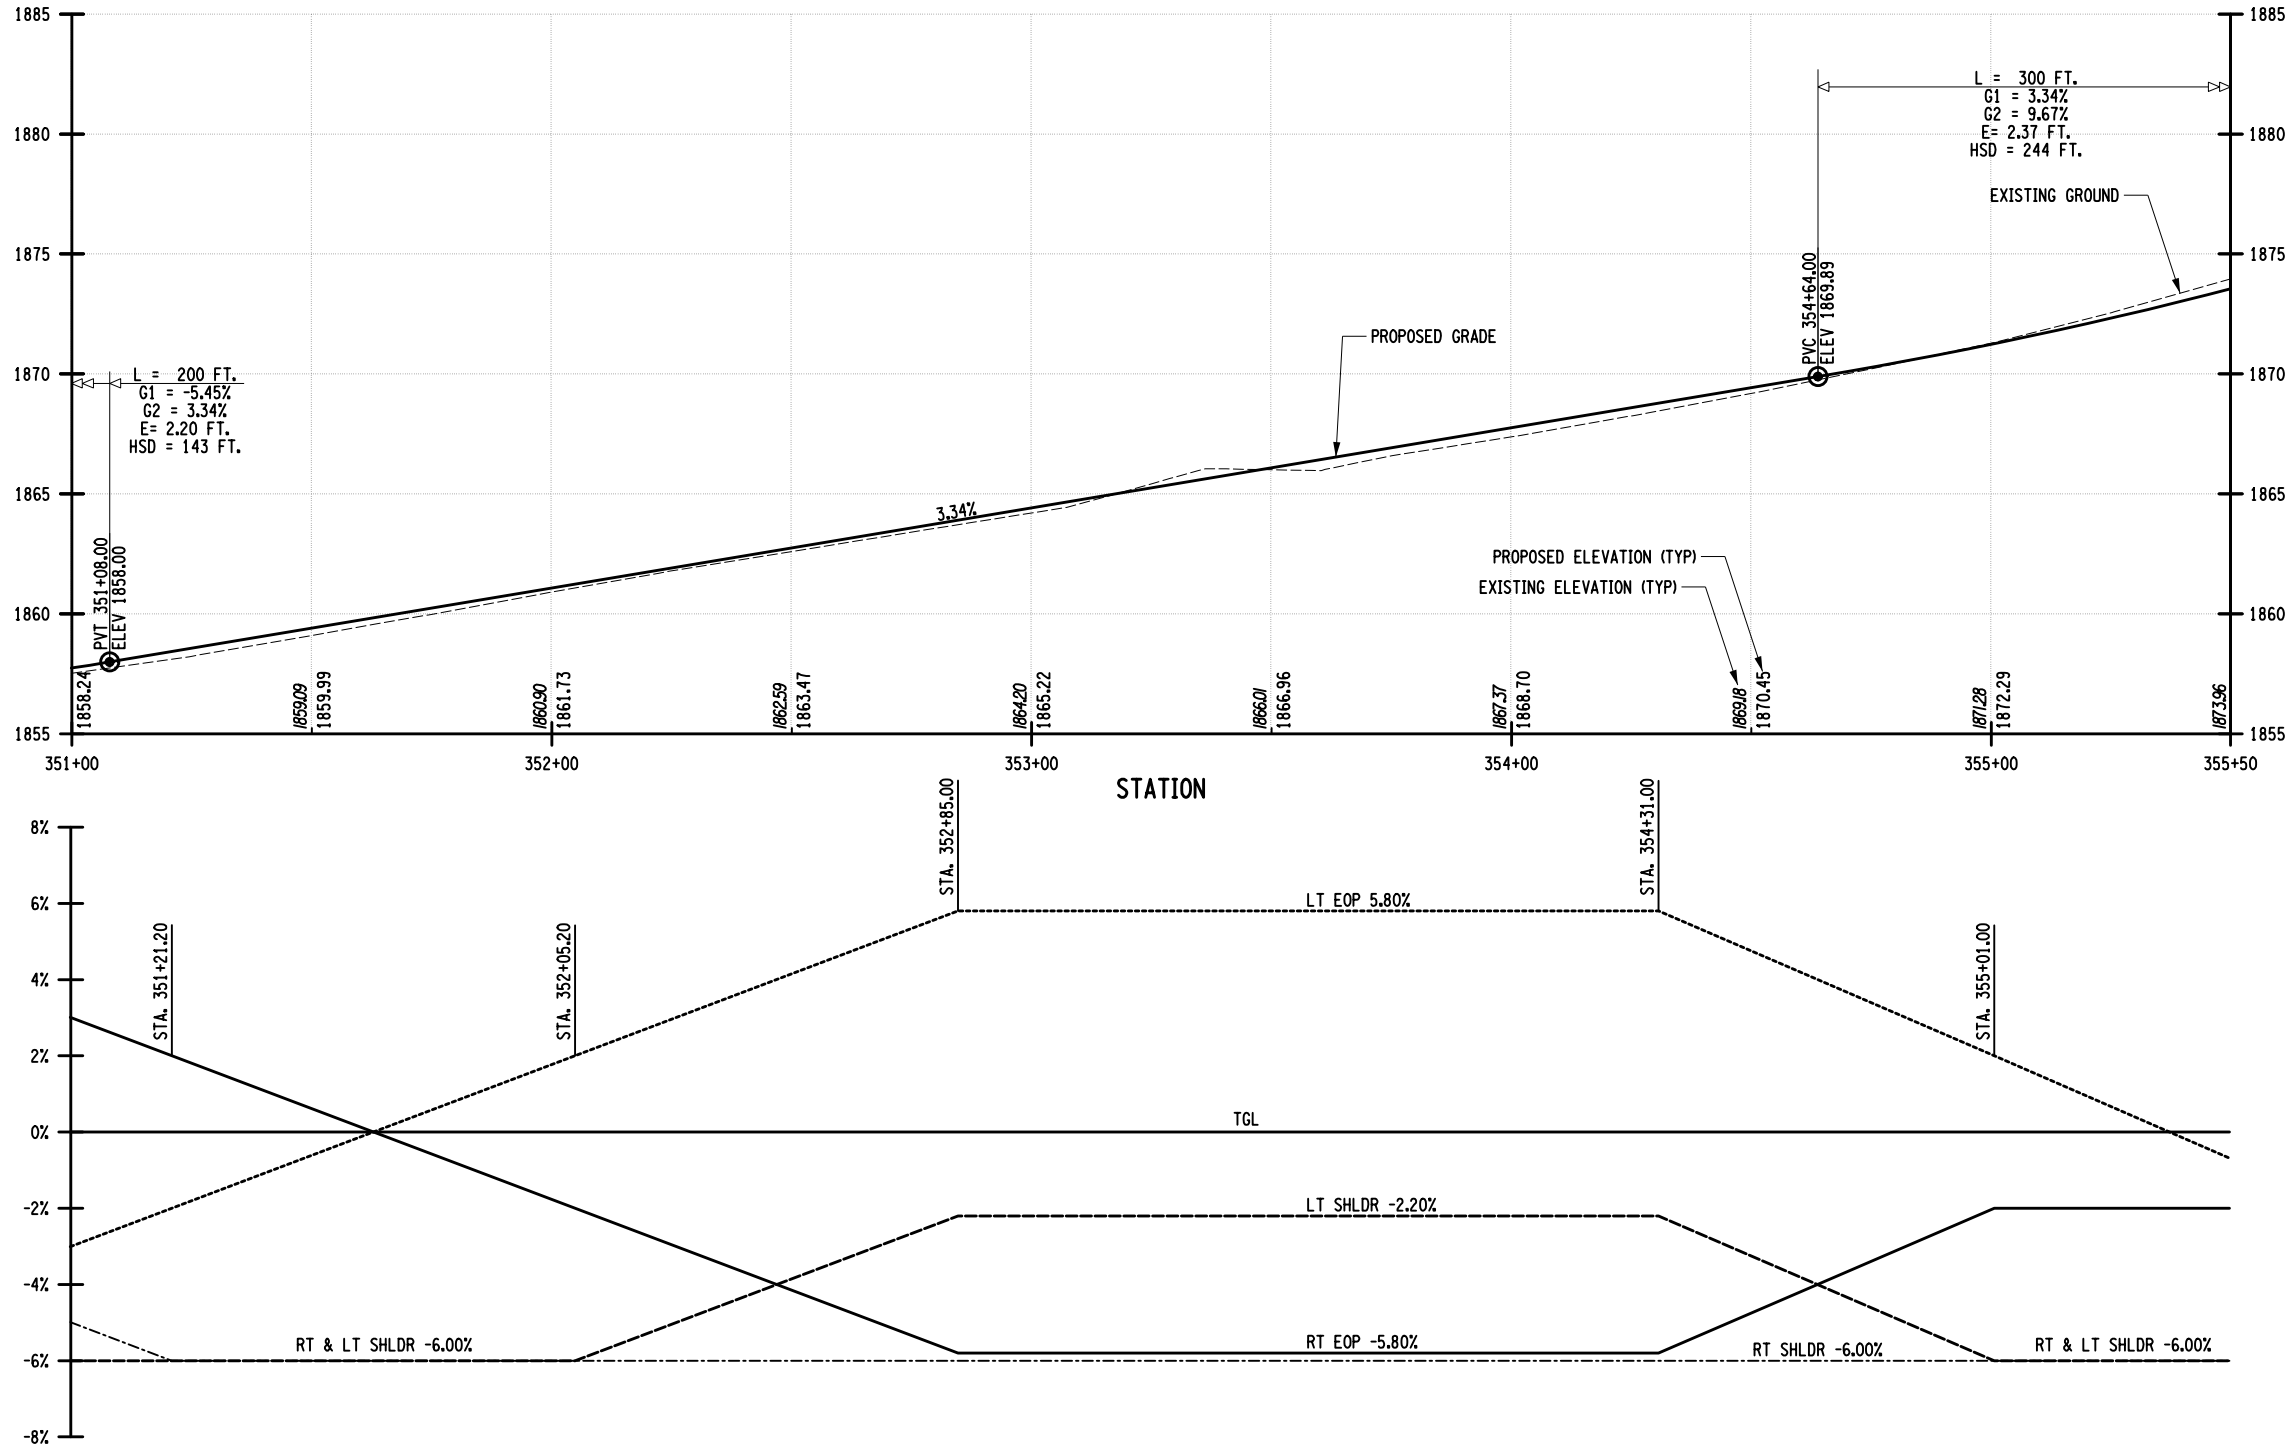 1885
1880
1875
1870
1865
1860
1855
1885
1880
1875
1870
1865
1860
1855
L = 200 FT.
G1 = -5.45%
G2 = 3.34%
E= 2.20 FT.
HSD = 143 FT.
PVT 351+08.00
ELEV 1858.00
L = 300 FT.
G1 = 3.34%
G2 = 9.67%
E= 2.37 FT.
HSD = 244 FT.
EXISTING GROUND
PVC 354+64.00
ELEV 1869.89
PROPOSED GRADE
3.34%
PROPOSED ELEVATION (TYP)
EXISTING ELEVATION (TYP)
1858.24
1859.09
1859.99
1860.90
1861.73
1862.59
1863.47
1864.20
1865.22
1866.01
1866.96
1867.37
1868.70
1869.18
1870.45
1871.28
1872.29
1873.96
351+00
352+00
353+00
354+00
355+00
355+50
STATION
8%
6%
4%
2%
0%
-2%
-4%
-6%
-8%
STA. 351+21.20
STA. 352+05.20
STA. 352+85.00
STA. 354+31.00
STA. 355+01.00
LT EOP 5.80%
TGL
LT SHLDR -2.20%
RT & LT SHLDR -6.00%
RT EOP -5.80%
RT SHLDR -6.00%
RT & LT SHLDR -6.00%